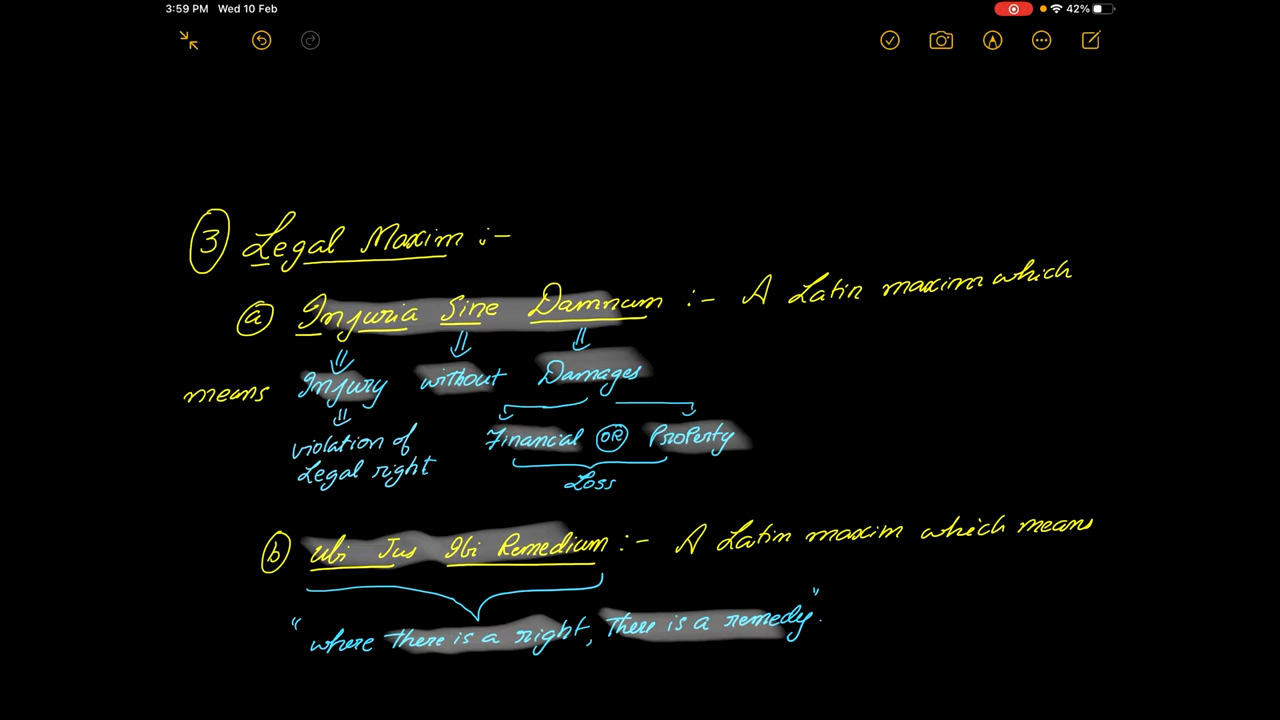 3:59 PM Wed 10 Feb 42%
③ Legal Maxim :-
ⓐ Injuria Sine Damnum :- A Latin maxim which
means Injury without Damages
violation of Legal right
Financial OR Property
Loss
ⓑ Ubi Jus Ibi Remedium :- A Latin maxim which means
"where there is a right, There is a remedy".